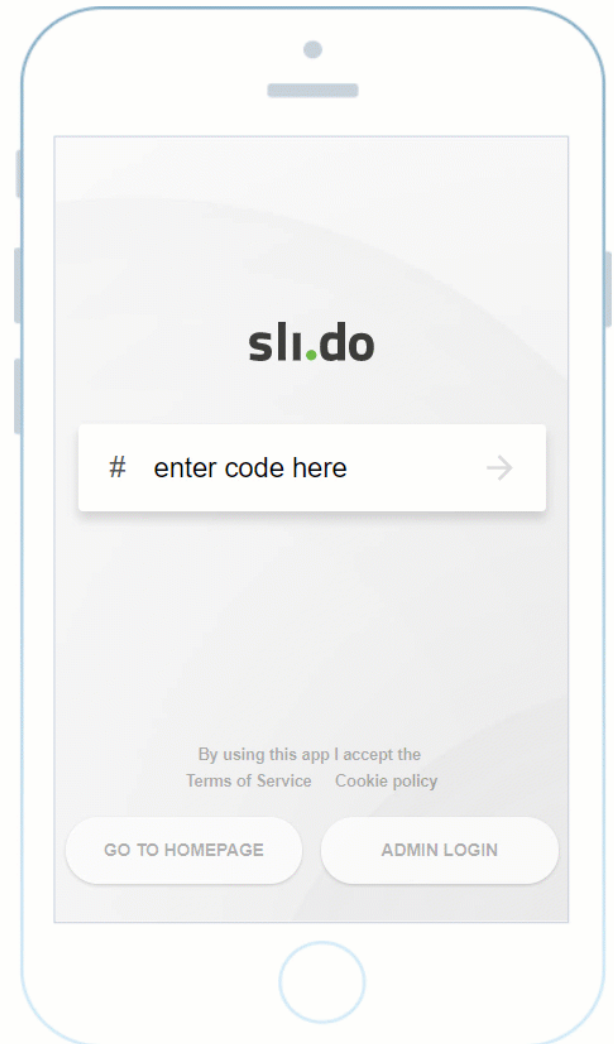 sli.do
# enter code here
By using this app I accept the
Terms of Service Cookie policy
GO TO HOMEPAGE ADMIN LOGIN